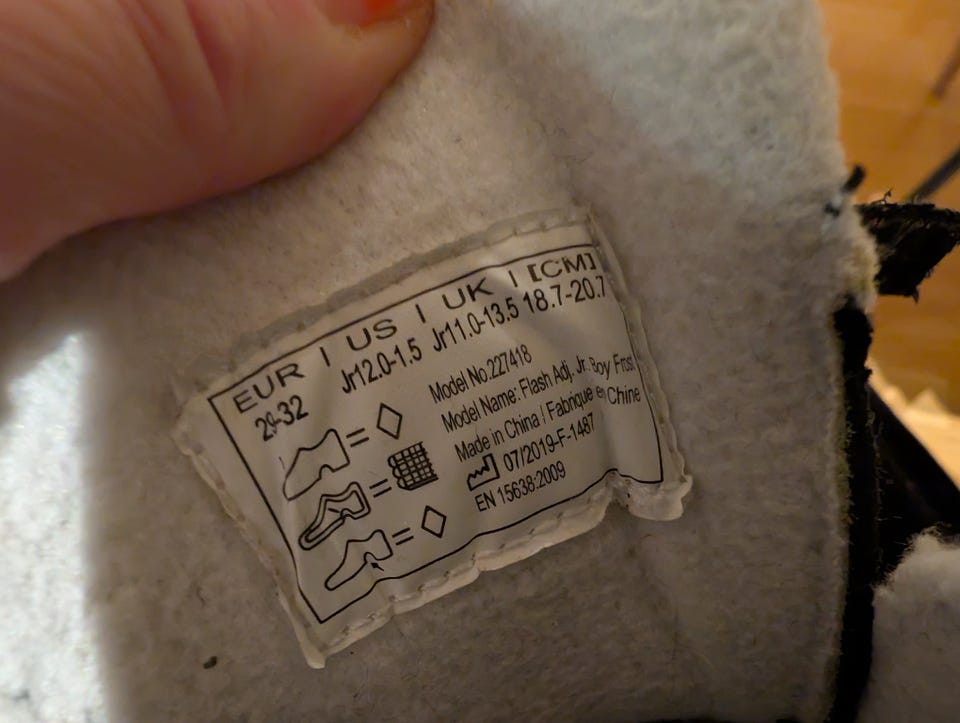 EUR | US | UK | [CM]
29-32 Jr12.0-1.5 Jr11.0-13.5 18.7-20.7
Model No.227418
Model Name: Flash Adj, Jr. Boy Frost
Made in China / Fabrique en Chine
07/2019-F-1487
EN 15638:2009